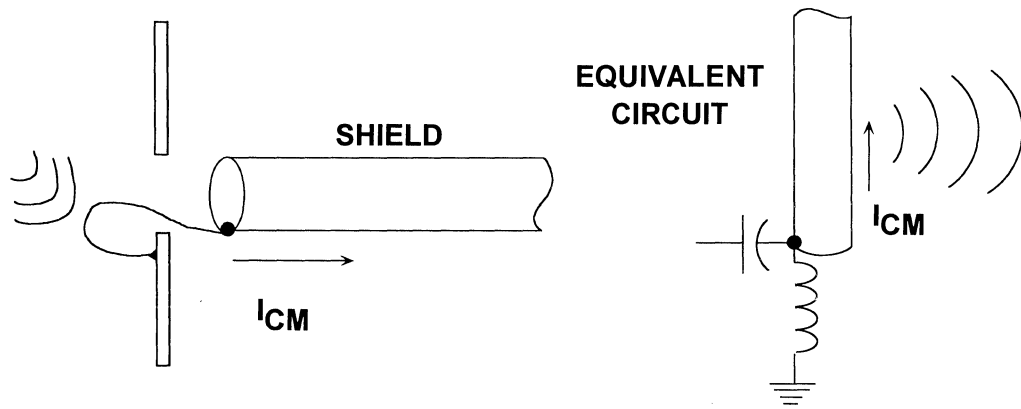 SHIELD
ICM
EQUIVALENT
CIRCUIT
ICM